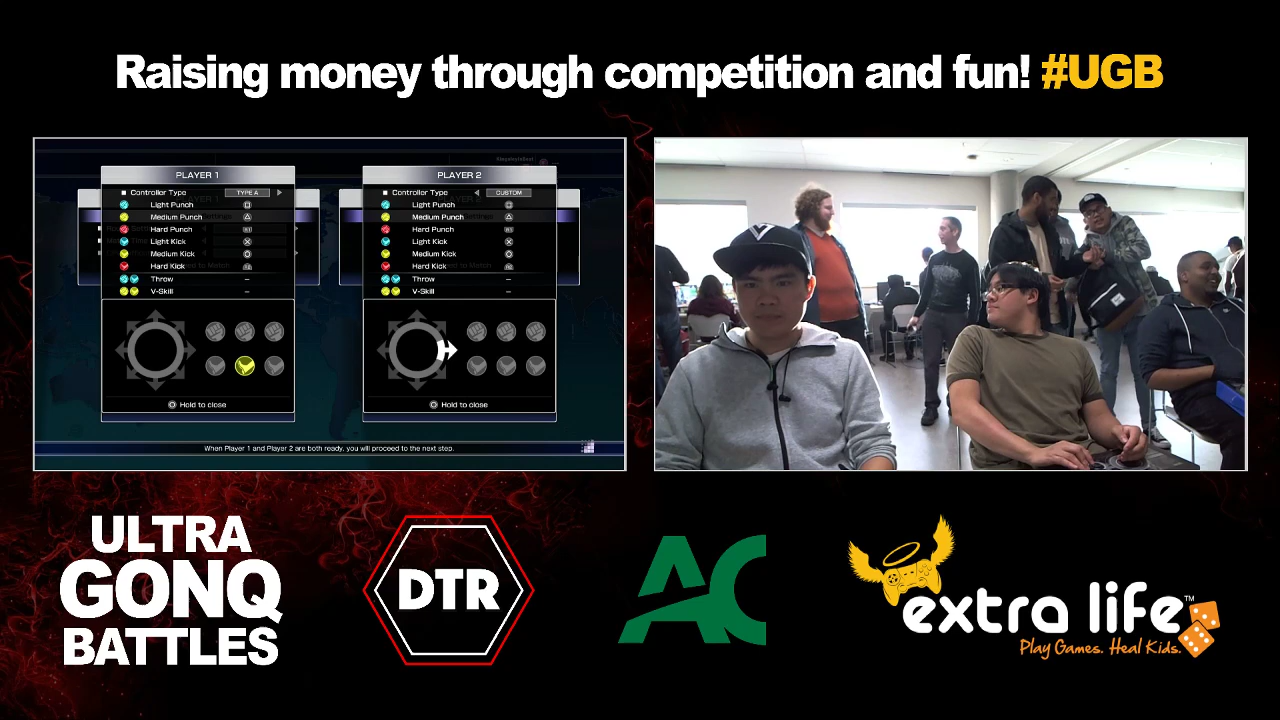 Raising money through competition and fun! #UGB
PLAYER 1
Controller Type TYPE A
Light Punch
Medium Punch
Hard Punch R1
Light Kick
Medium Kick
Hard Kick
Throw –
V-Skill –
Hold to close
PLAYER 2
Controller Type CUSTOM
Light Punch
Medium Punch
Hard Punch R1
Light Kick
Medium Kick
Hard Kick
Throw –
V-Skill –
Hold to close
When Player 1 and Player 2 are both ready, you will proceed to the next step.
ULTRA
GONQ
BATTLES
DTR
AC
extra life™
Play Games. Heal Kids.